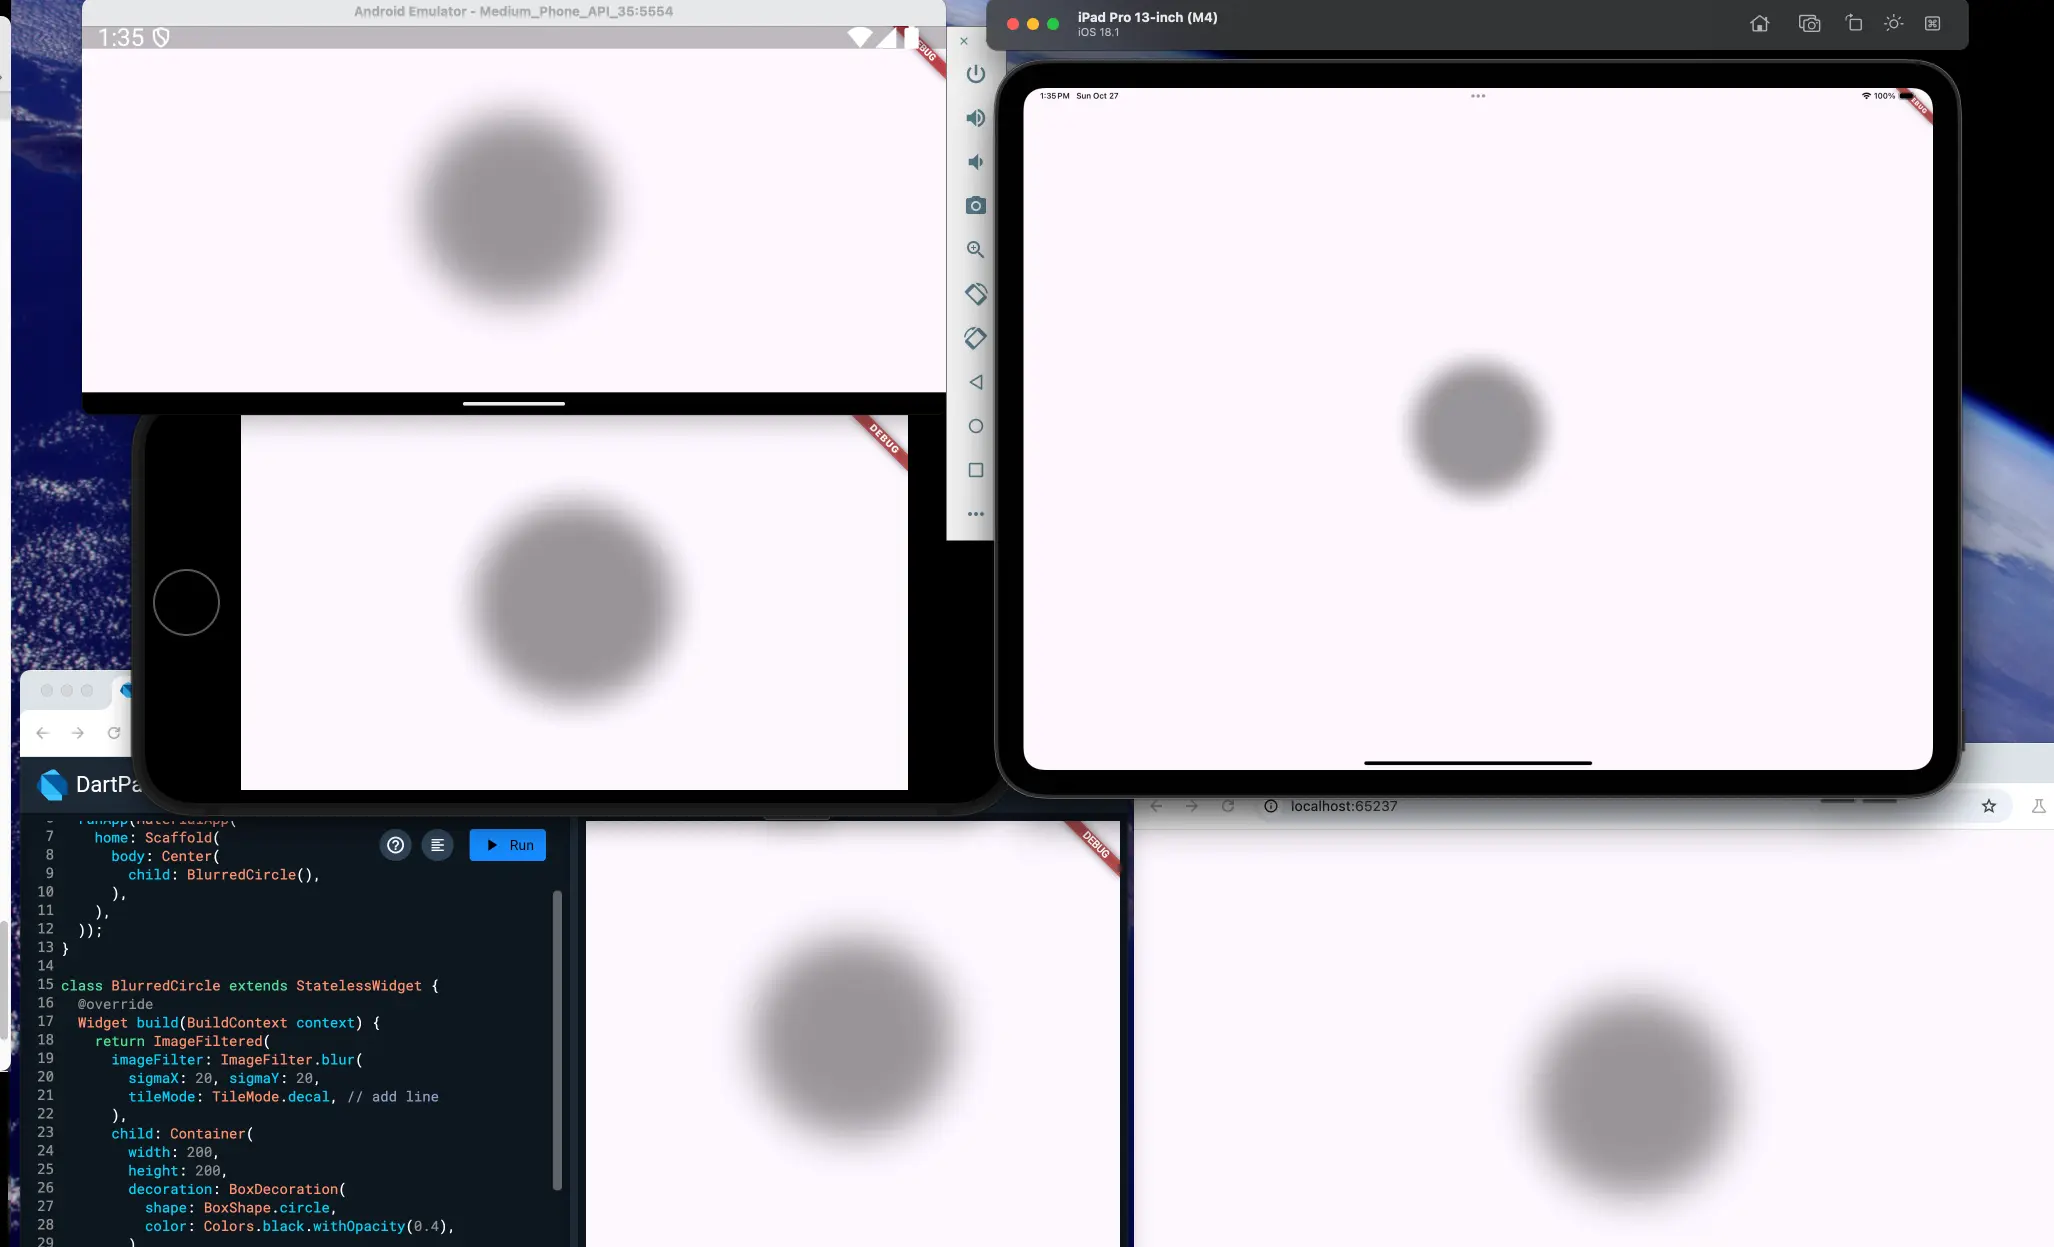 Android Emulator - Medium_Phone_API_35:5554
1:35
DEBUG
iPad Pro 13-inch (M4)
iOS 18.1
1:35 PM Sun Oct 27
100%
DEBUG
DEBUG
DartPa
localhost:65237
Run
DEBUG
7 home: Scaffold(
8 body: Center(
9 child: BlurredCircle(),
10 ),
11 ),
12 ));
13 }
14
15 class BlurredCircle extends StatelessWidget {
16 @override
17 Widget build(BuildContext context) {
18 return ImageFiltered(
19 imageFilter: ImageFilter.blur(
20 sigmaX: 20, sigmaY: 20,
21 tileMode: TileMode.decal, // add line
22 ),
23 child: Container(
24 width: 200,
25 height: 200,
26 decoration: BoxDecoration(
27 shape: BoxShape.circle,
28 color: Colors.black.withOpacity(0.4),
29 )